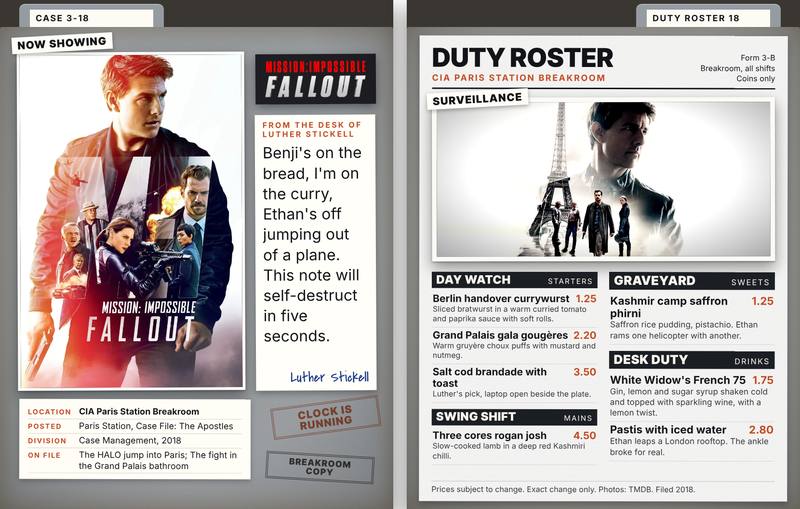 CASE 3-18
NOW SHOWING
MISSION: IMPOSSIBLE
FALLOUT
MISSION:IMPOSSIBLE
FALLOUT
FROM THE DESK OF
LUTHER STICKELL
Benji's on the
bread, I'm on
the curry,
Ethan's off
jumping out
of a plane.
This note will
self-destruct
in five
seconds.
Luther Stickell
LOCATION CIA Paris Station Breakroom
POSTED Paris Station, Case File: The Apostles
DIVISION Case Management, 2018
ON FILE The HALO jump into Paris; The fight in
the Grand Palais bathroom
CLOCK IS
RUNNING
BREAKROOM
COPY
DUTY ROSTER 18
DUTY ROSTER
CIA PARIS STATION BREAKROOM
Form 3-B
Breakroom, all shifts
Coins only
SURVEILLANCE
DAY WATCH STARTERS
Berlin handover currywurst 1.25
Sliced bratwurst in a warm curried tomato
and paprika sauce with soft rolls.
Grand Palais gala gougères 2.20
Warm gruyère choux puffs with mustard and
nutmeg.
Salt cod brandade with 3.50
toast
Luther's pick, laptop open beside the plate.
SWING SHIFT MAINS
Three cores rogan josh 4.50
Slow-cooked lamb in a deep red Kashmiri
chilli.
GRAVEYARD SWEETS
Kashmir camp saffron 1.25
phirni
Saffron rice pudding, pistachio. Ethan
rams one helicopter with another.
DESK DUTY DRINKS
White Widow's French 75 1.75
Gin, lemon and sugar syrup shaken cold
and topped with sparkling wine, with a
lemon twist.
Pastis with iced water 2.80
Ethan leaps a London rooftop. The ankle
broke for real.
Prices subject to change. Exact change only. Photos: TMDB. Filed 2018.